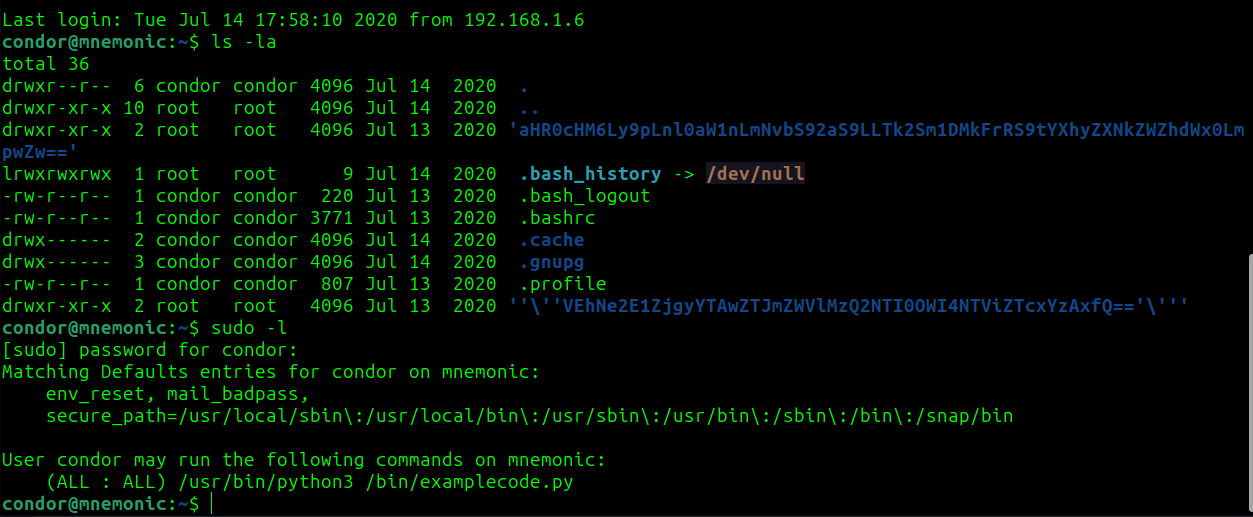 Last login: Tue Jul 14 17:58:10 2020 from 192.168.1.6
condor@mnemonic:~$ ls -la
total 36
drwxr--r--  6 condor condor 4096 Jul 14  2020  .
drwxr-xr-x 10 root   root   4096 Jul 14  2020  ..
drwxr-xr-x  2 root   root   4096 Jul 13  2020 'aHR0cHM6Ly9pLnl0aW1nLmNvbS92aS9LLTk2Sm1DMkFrRS9tYXhyZXNkZWZhdWx0Lm
pwZw=='
lrwxrwxrwx  1 root   root      9 Jul 14  2020  .bash_history -> /dev/null
-rw-r--r--  1 condor condor  220 Jul 13  2020  .bash_logout
-rw-r--r--  1 condor condor 3771 Jul 13  2020  .bashrc
drwx------  2 condor condor 4096 Jul 14  2020  .cache
drwx------  3 condor condor 4096 Jul 14  2020  .gnupg
-rw-r--r--  1 condor condor  807 Jul 13  2020  .profile
drwxr-xr-x  2 root   root   4096 Jul 13  2020 ''\''VEhNe2E1ZjgyYTAwZTJmZWVlMzQ2NTI0OWI4NTViZTcxYzAxfQ=='\'''
condor@mnemonic:~$ sudo -l
[sudo] password for condor:
Matching Defaults entries for condor on mnemonic:
    env_reset, mail_badpass,
    secure_path=/usr/local/sbin\:/usr/local/bin\:/usr/sbin\:/usr/bin\:/sbin\:/bin\:/snap/bin

User condor may run the following commands on mnemonic:
    (ALL : ALL) /usr/bin/python3 /bin/examplecode.py
condor@mnemonic:~$